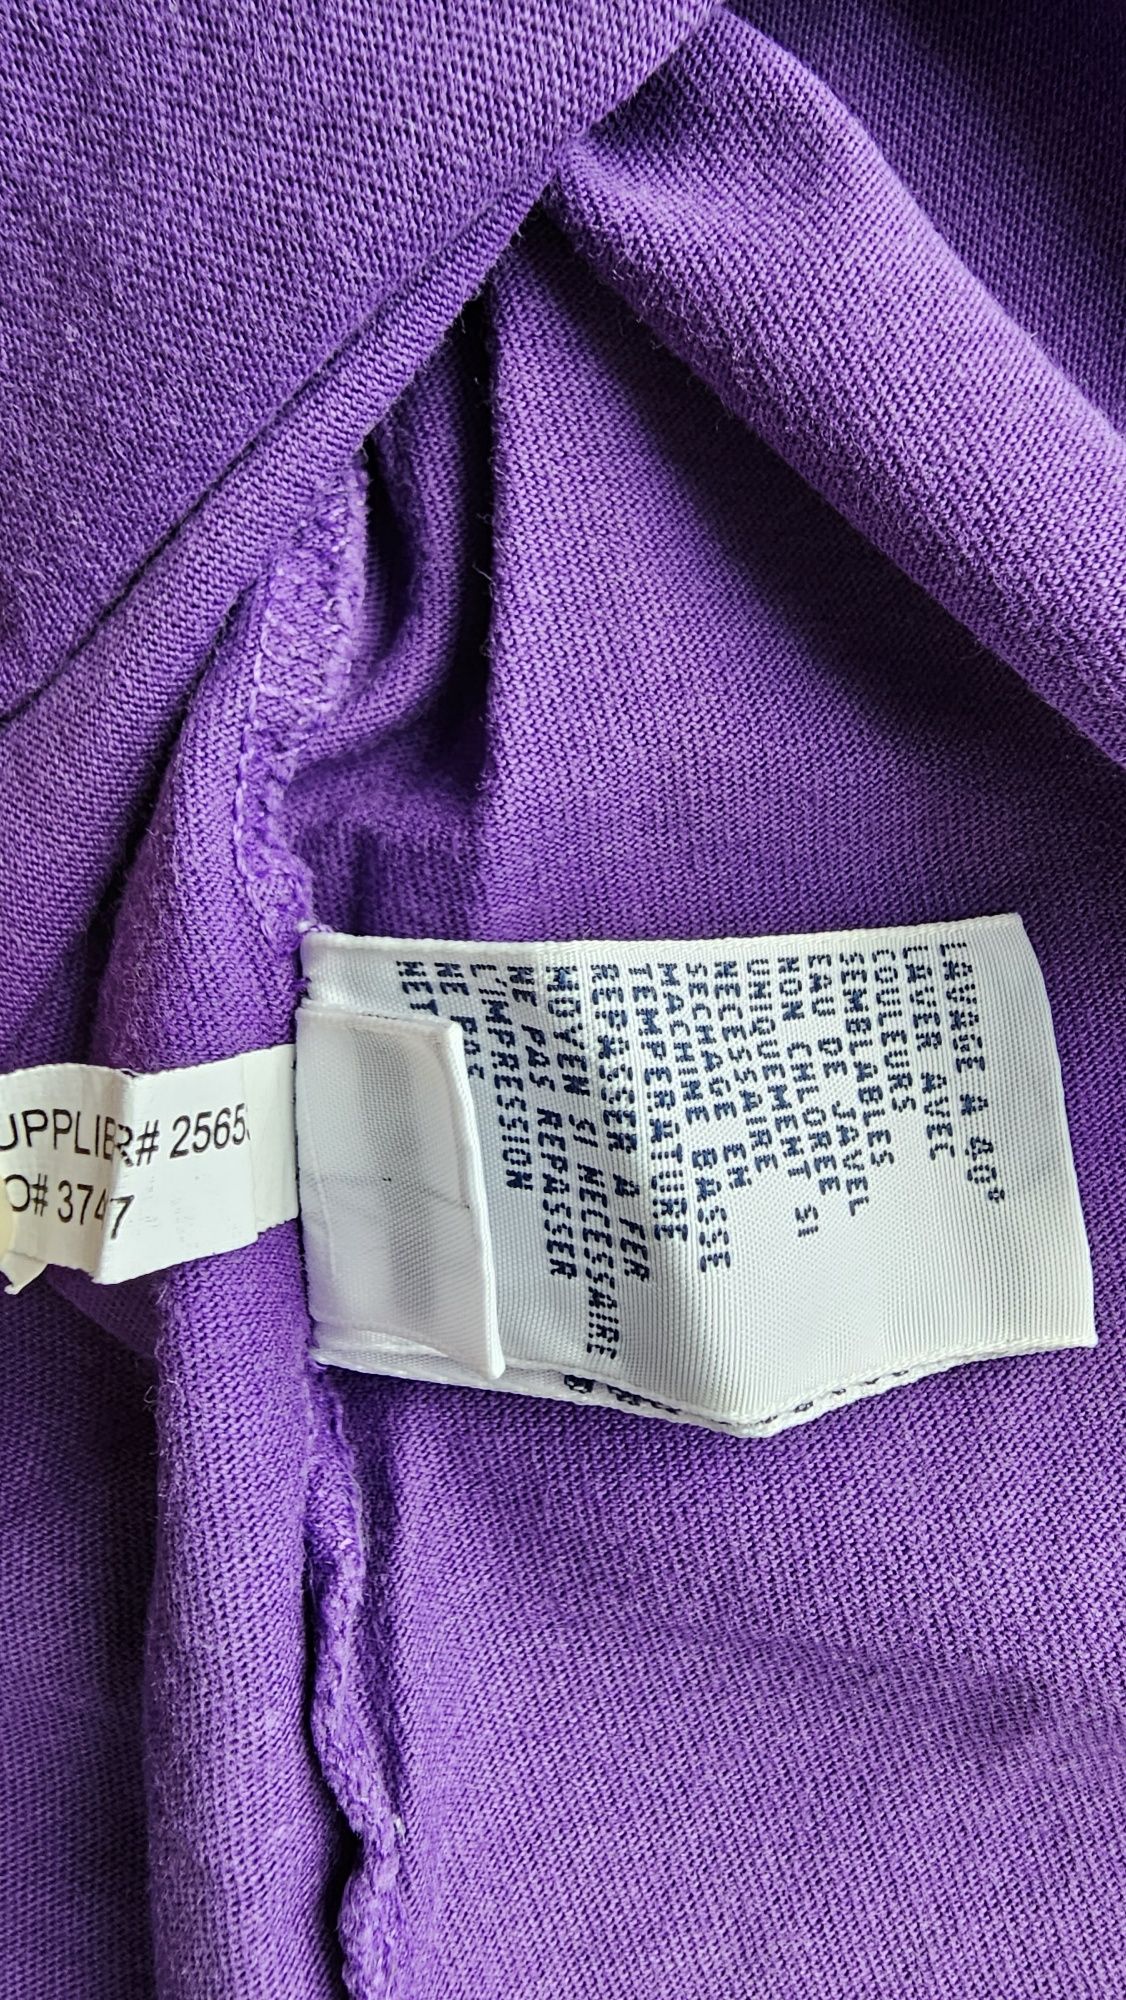 LAVAGE A 40°
LAVER AVEC
COULEURS
SEMBLABLES
EAU DE JAVEL
NON CHLOREE SI
UNIQUEMENT
NECESSAIRE
SECHAGE EN
MACHINE BASSE
TEMPERATURE
REPASSER A FER
MOYEN SI NECESSAIRE
NE PAS REPASSER
L'IMPRESSION
NE PAS
NET
UPPLIER# 2565
O# 3747